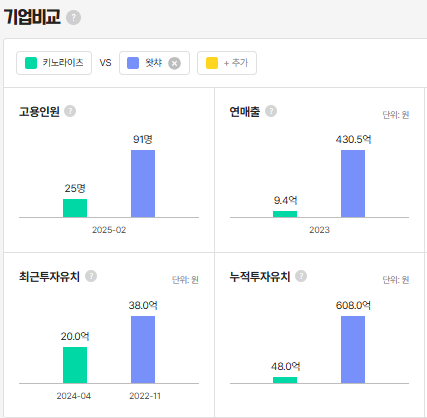 기업비교 ?
키노라이츠 VS 왓챠 × + 추가
고용인원 ?
91명
25명
2025-02
연매출 ?
단위: 원
430.5억
9.4억
2023
최근투자유치 ?
단위: 원
38.0억
20.0억
2024-04 2022-11
누적투자유치 ?
단위: 원
608.0억
48.0억